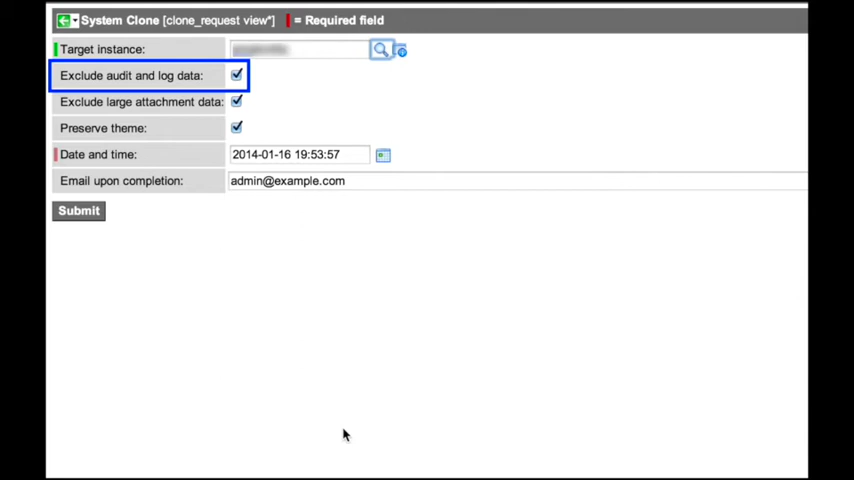 System Clone [clone_request view*] = Required field
Target instance:
Exclude audit and log data:
Exclude large attachment data:
Preserve theme:
Date and time: 2014-01-16 19:53:57
Email upon completion: admin@example.com
Submit